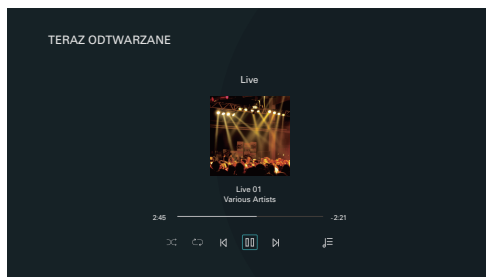 TERAZ ODTWARZANE
Live
Live 01
Various Artists
2:45 -2:21